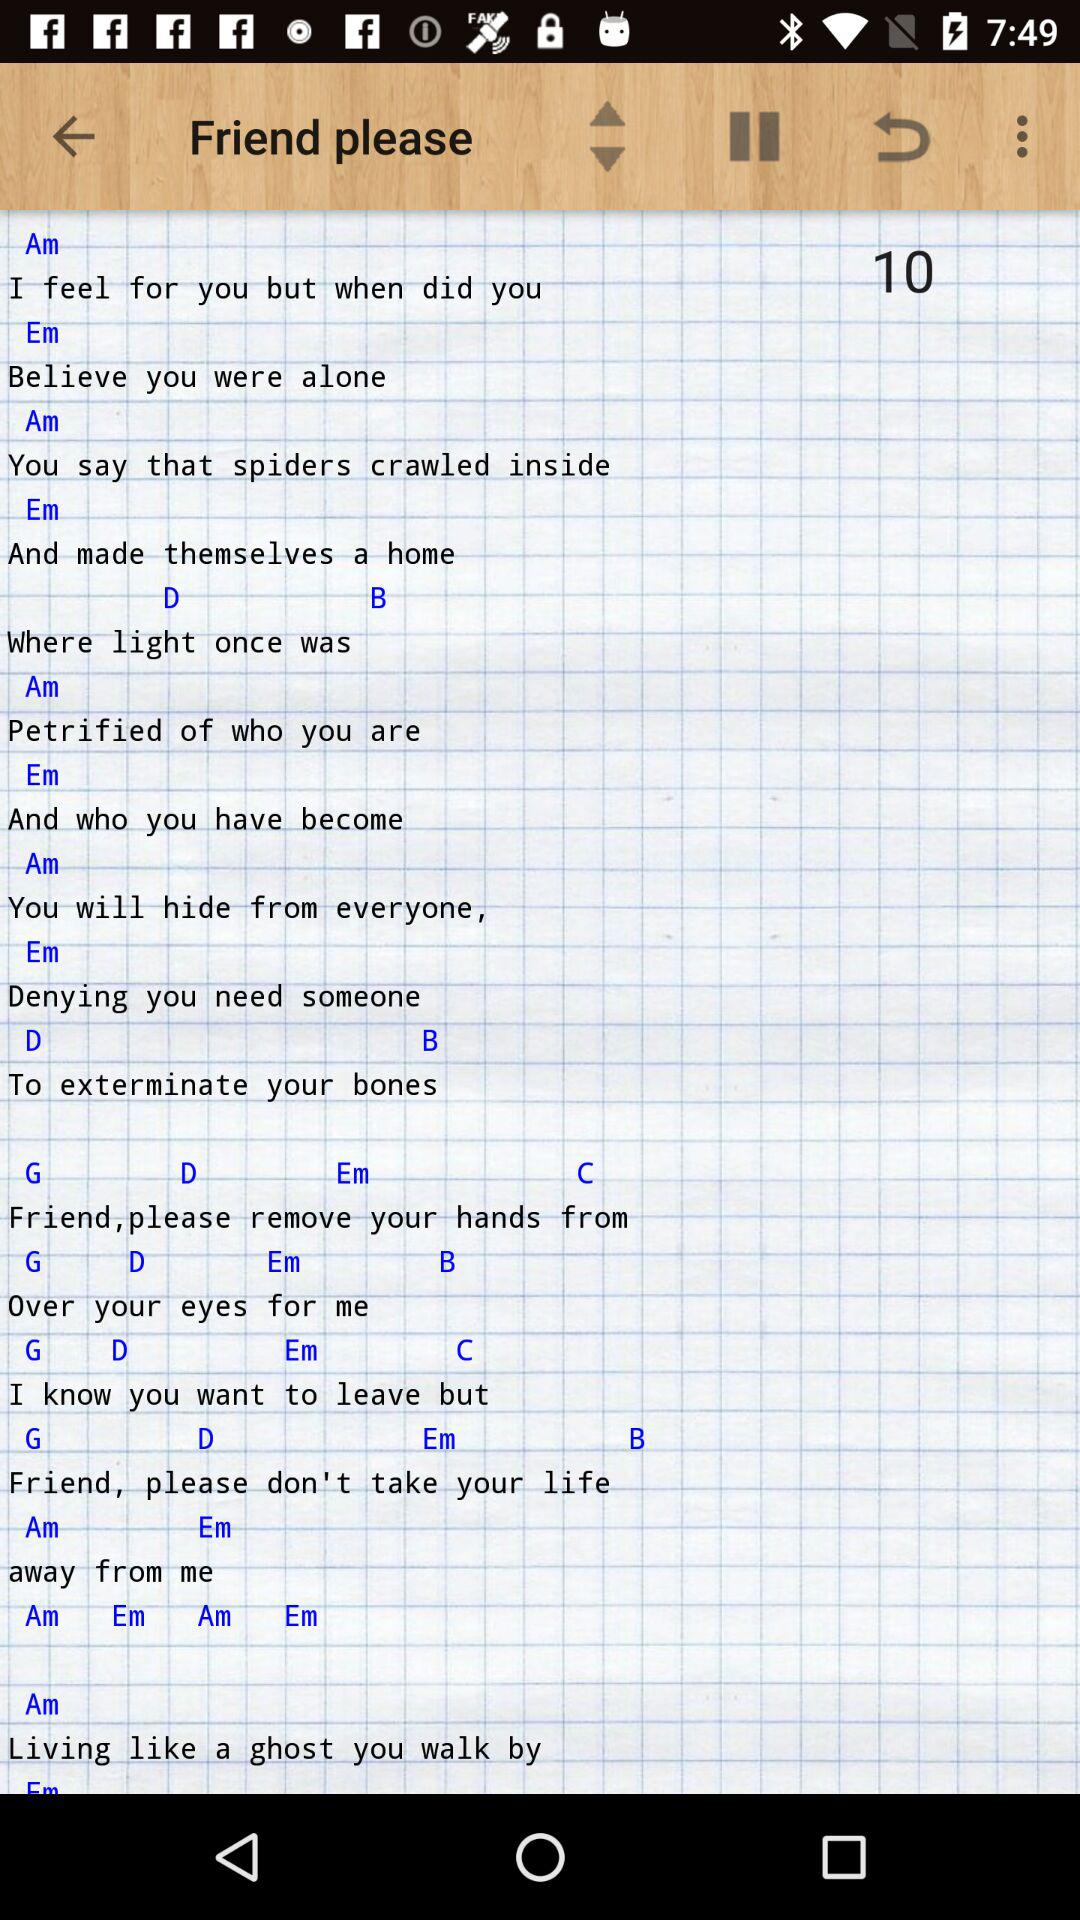 FAKE 7:49
Friend please
10
Am
I feel for you but when did you
Em
Believe you were alone
Am
You say that spiders crawled inside
Em
And made themselves a home
D B
Where light once was
Am
Petrified of who you are
Em
And who you have become
Am
You will hide from everyone,
Em
Denying you need someone
D B
To exterminate your bones
G D Em C
Friend,please remove your hands from
G D Em B
Over your eyes for me
G D Em C
I know you want to leave but
G D Em B
Friend, please don't take your life
Am Em
away from me
Am Em Am Em
Am
Living like a ghost you walk by
Em